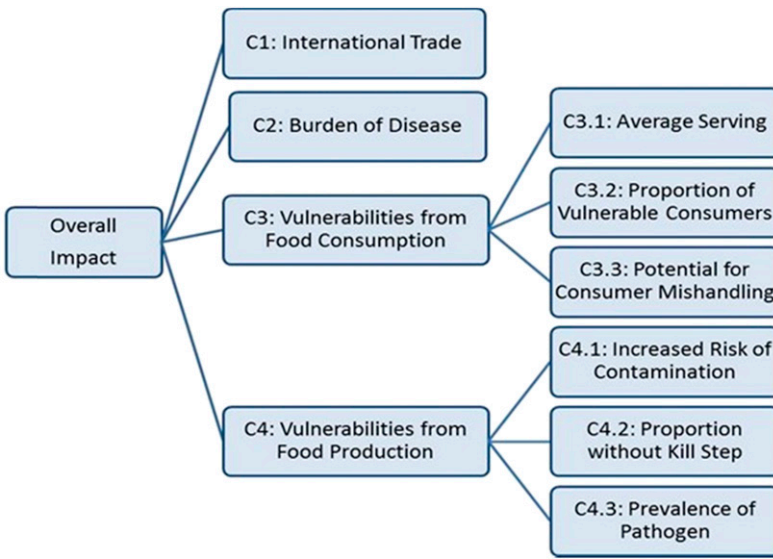 C1: International Trade
C2: Burden of Disease
C3.1: Average Serving
C3.2: Proportion of
Vulnerable Consumers
Overall
Impact
C3: Vulnerabilities from
Food Consumption
C3.3: Potential for
Consumer Mishandling
C4.1: Increased Risk of
Contamination
C4: Vulnerabilities from
Food Production
C4.2: Proportion
without Kill Step
C4.3: Prevalence of
Pathogen